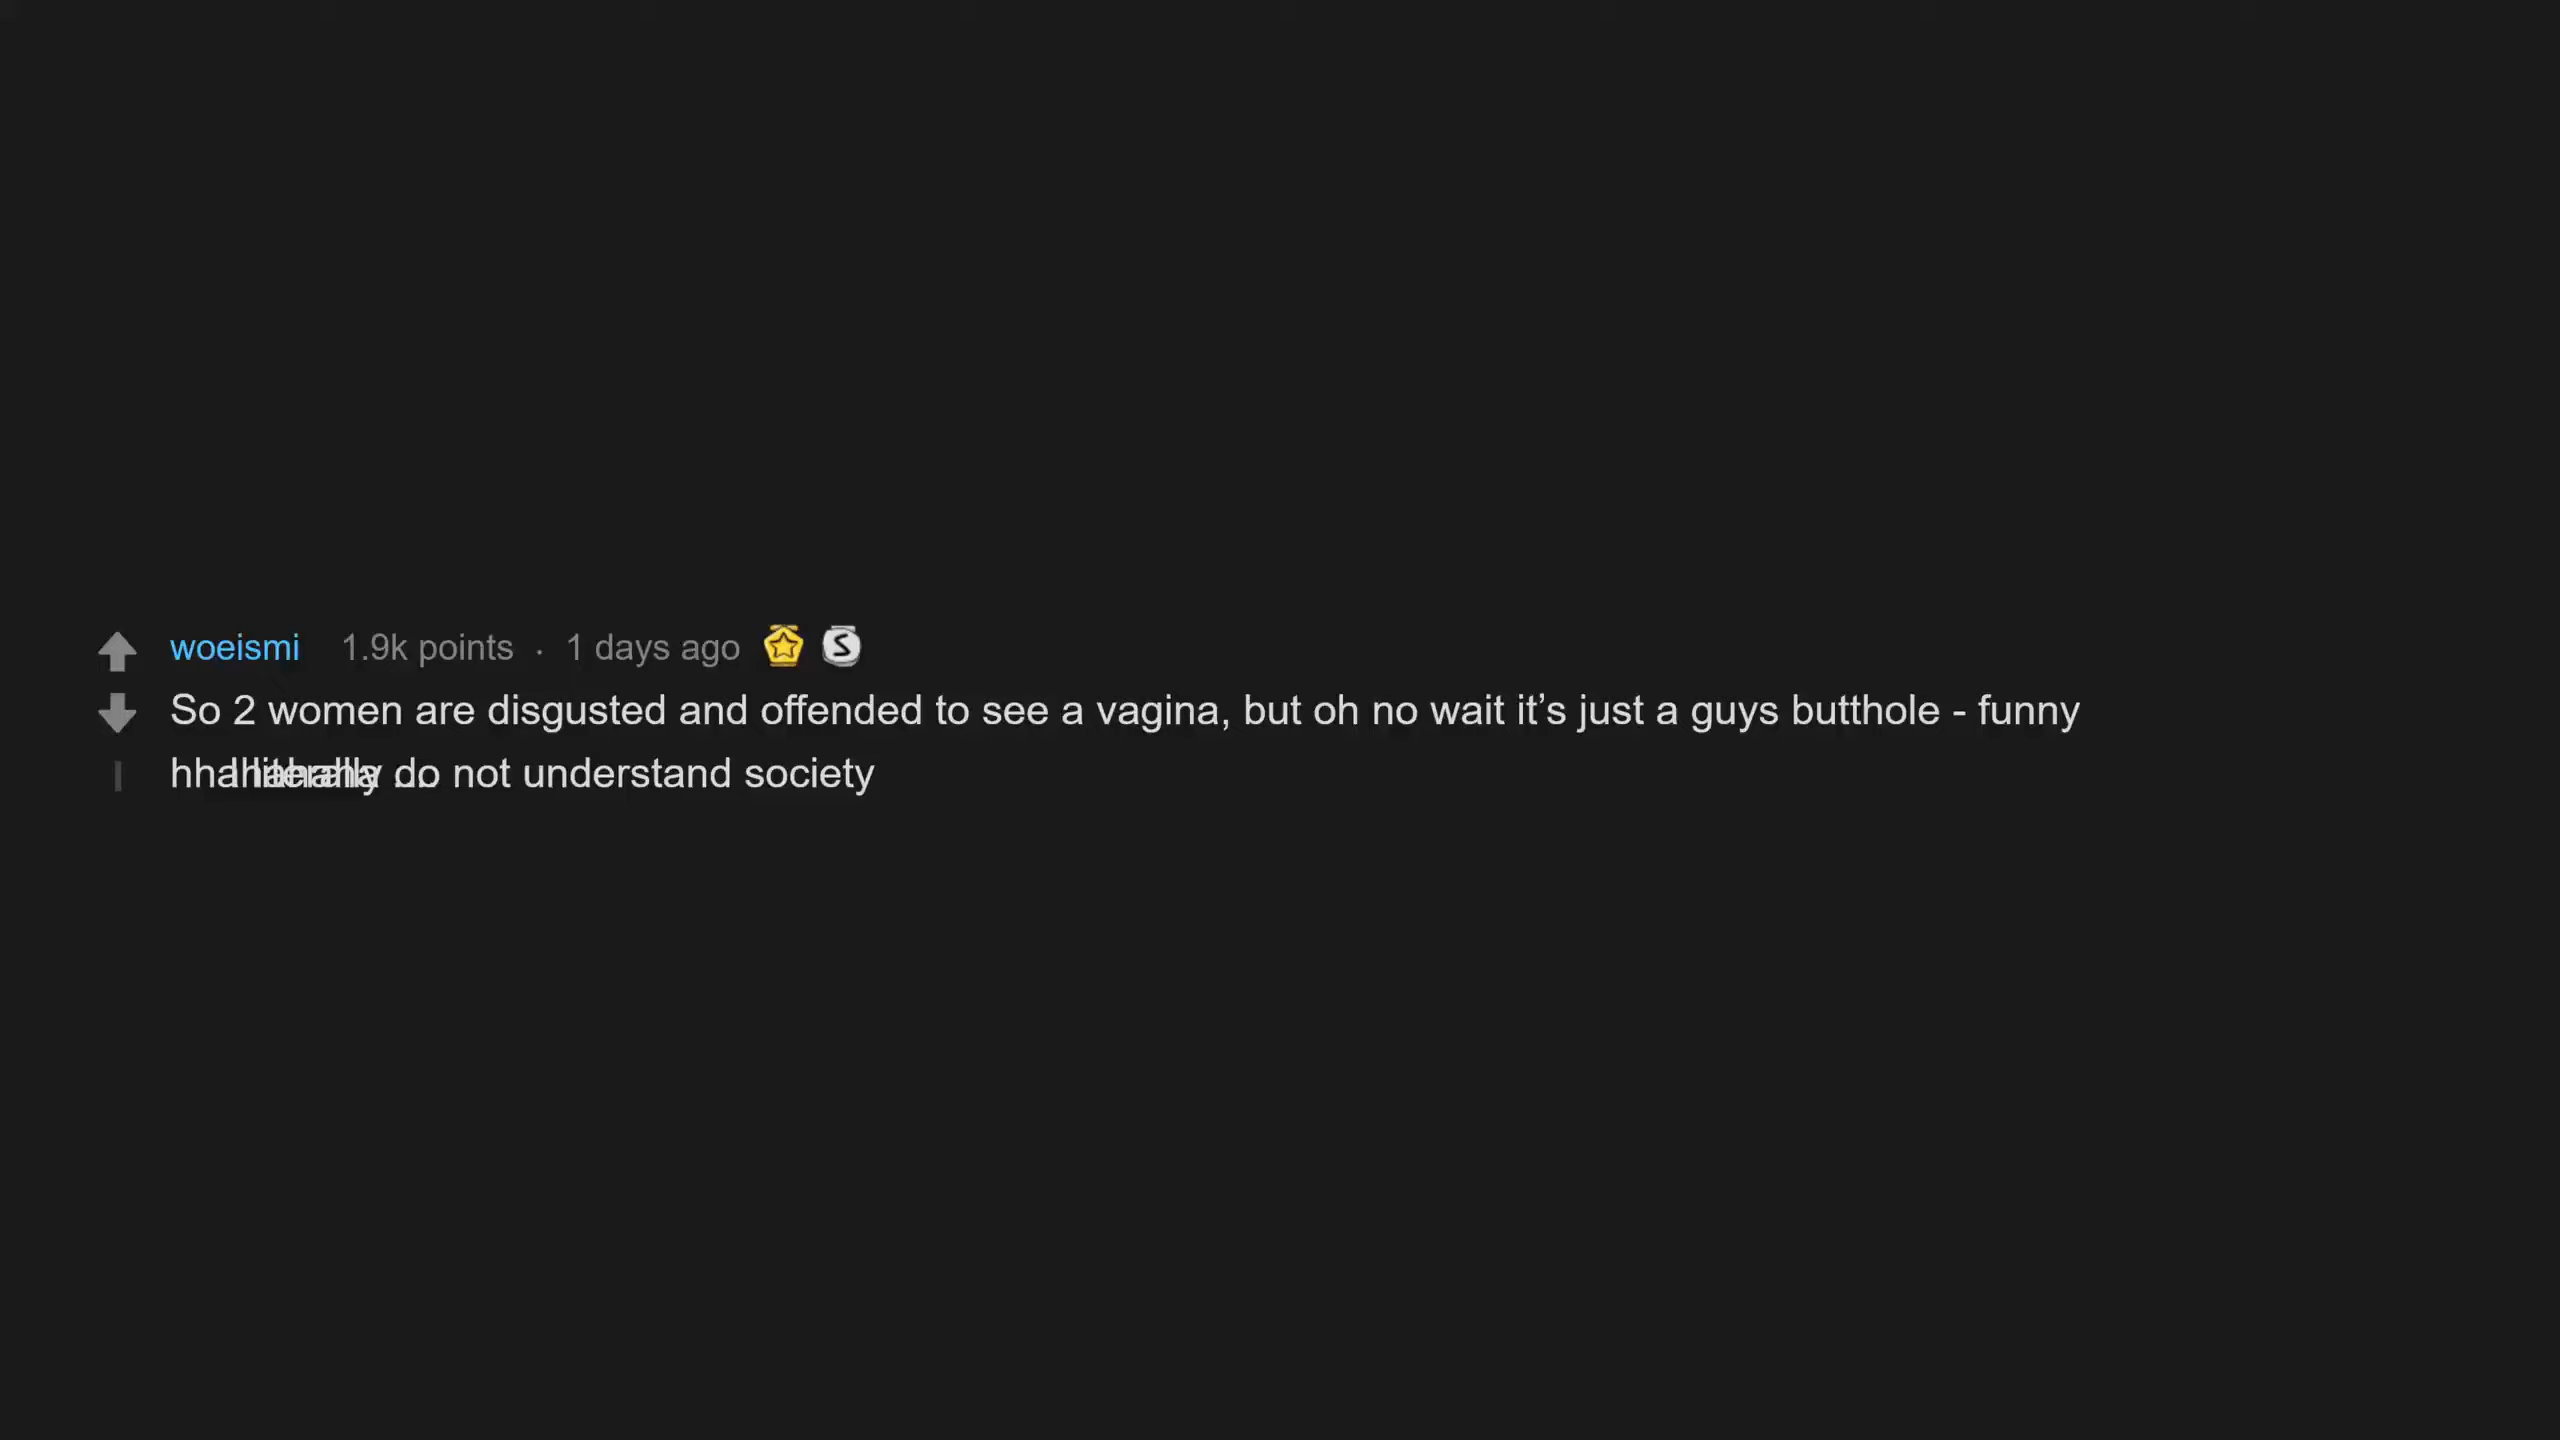 woeismi 1.9k points · 1 days ago
So 2 women are disgusted and offended to see a vagina, but oh no wait it’s just a guys butthole - funny
do not understand society